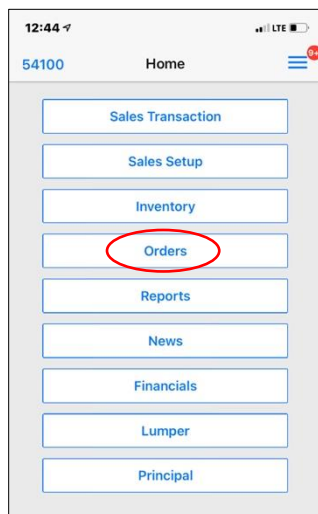 12:44 LTE
54100 Home 9+
Sales Transaction
Sales Setup
Inventory
Orders
Reports
News
Financials
Lumper
Principal